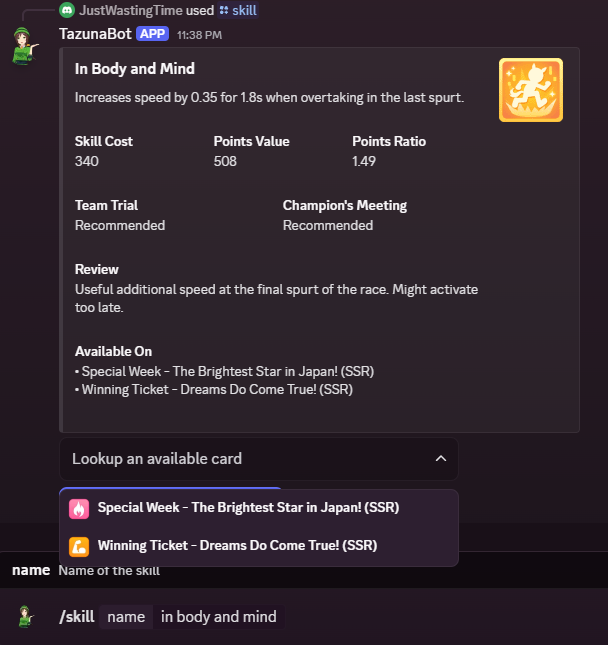 JustWastingTime used skill
TazunaBot APP 11:38 PM
In Body and Mind
Increases speed by 0.35 for 1.8s when overtaking in the last spurt.
Skill Cost Points Value Points Ratio
340 508 1.49
Team Trial Champion's Meeting
Recommended Recommended
Review
Useful additional speed at the final spurt of the race. Might activate
too late.
Available On
• Special Week - The Brightest Star in Japan! (SSR)
• Winning Ticket - Dreams Do Come True! (SSR)
Lookup an available card
Special Week - The Brightest Star in Japan! (SSR)
Winning Ticket - Dreams Do Come True! (SSR)
name Name of the skill
/skill name in body and mind